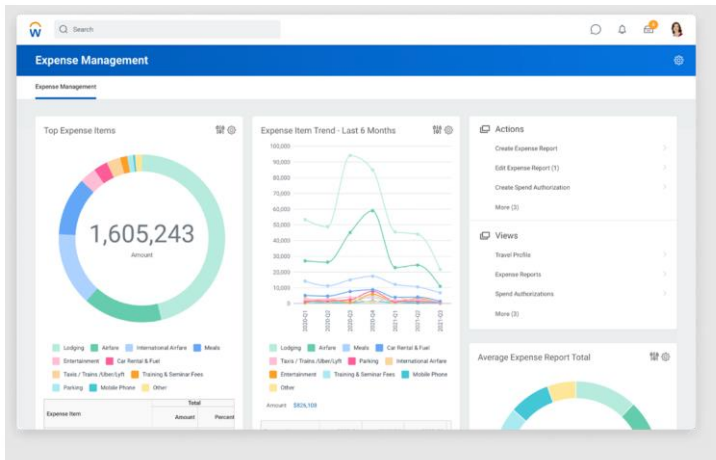 w
Search
Expense Management
Expense Management
Top Expense Items
1,605,243
Amount
Lodging Airfare International Airfare Meals
Entertainment Car Rental & Fuel
Taxis / Trains /Uber/Lyft Training & Seminar Fees
Parking Mobile Phone Other
Total
Expense Item Amount Percent
Expense Item Trend - Last 6 Months
100,000
90,000
80,000
70,000
60,000
50,000
40,000
30,000
20,000
10,000
0
2020-Q1
2020-Q2
2020-Q3
2020-Q4
2021-Q1
2021-Q2
2021-Q3
Lodging Airfare Meals Car Rental & Fuel
Taxis / Trains /Uber/Lyft Parking International Airfare
Entertainment Training & Seminar Fees Mobile Phone
Other
Actions
Create Expense Report
Edit Expense Report (1)
Create Spend Authorization
More (3)
Views
Travel Profile
Expense Reports
Spend Authorizations
More (3)
Average Expense Report Total